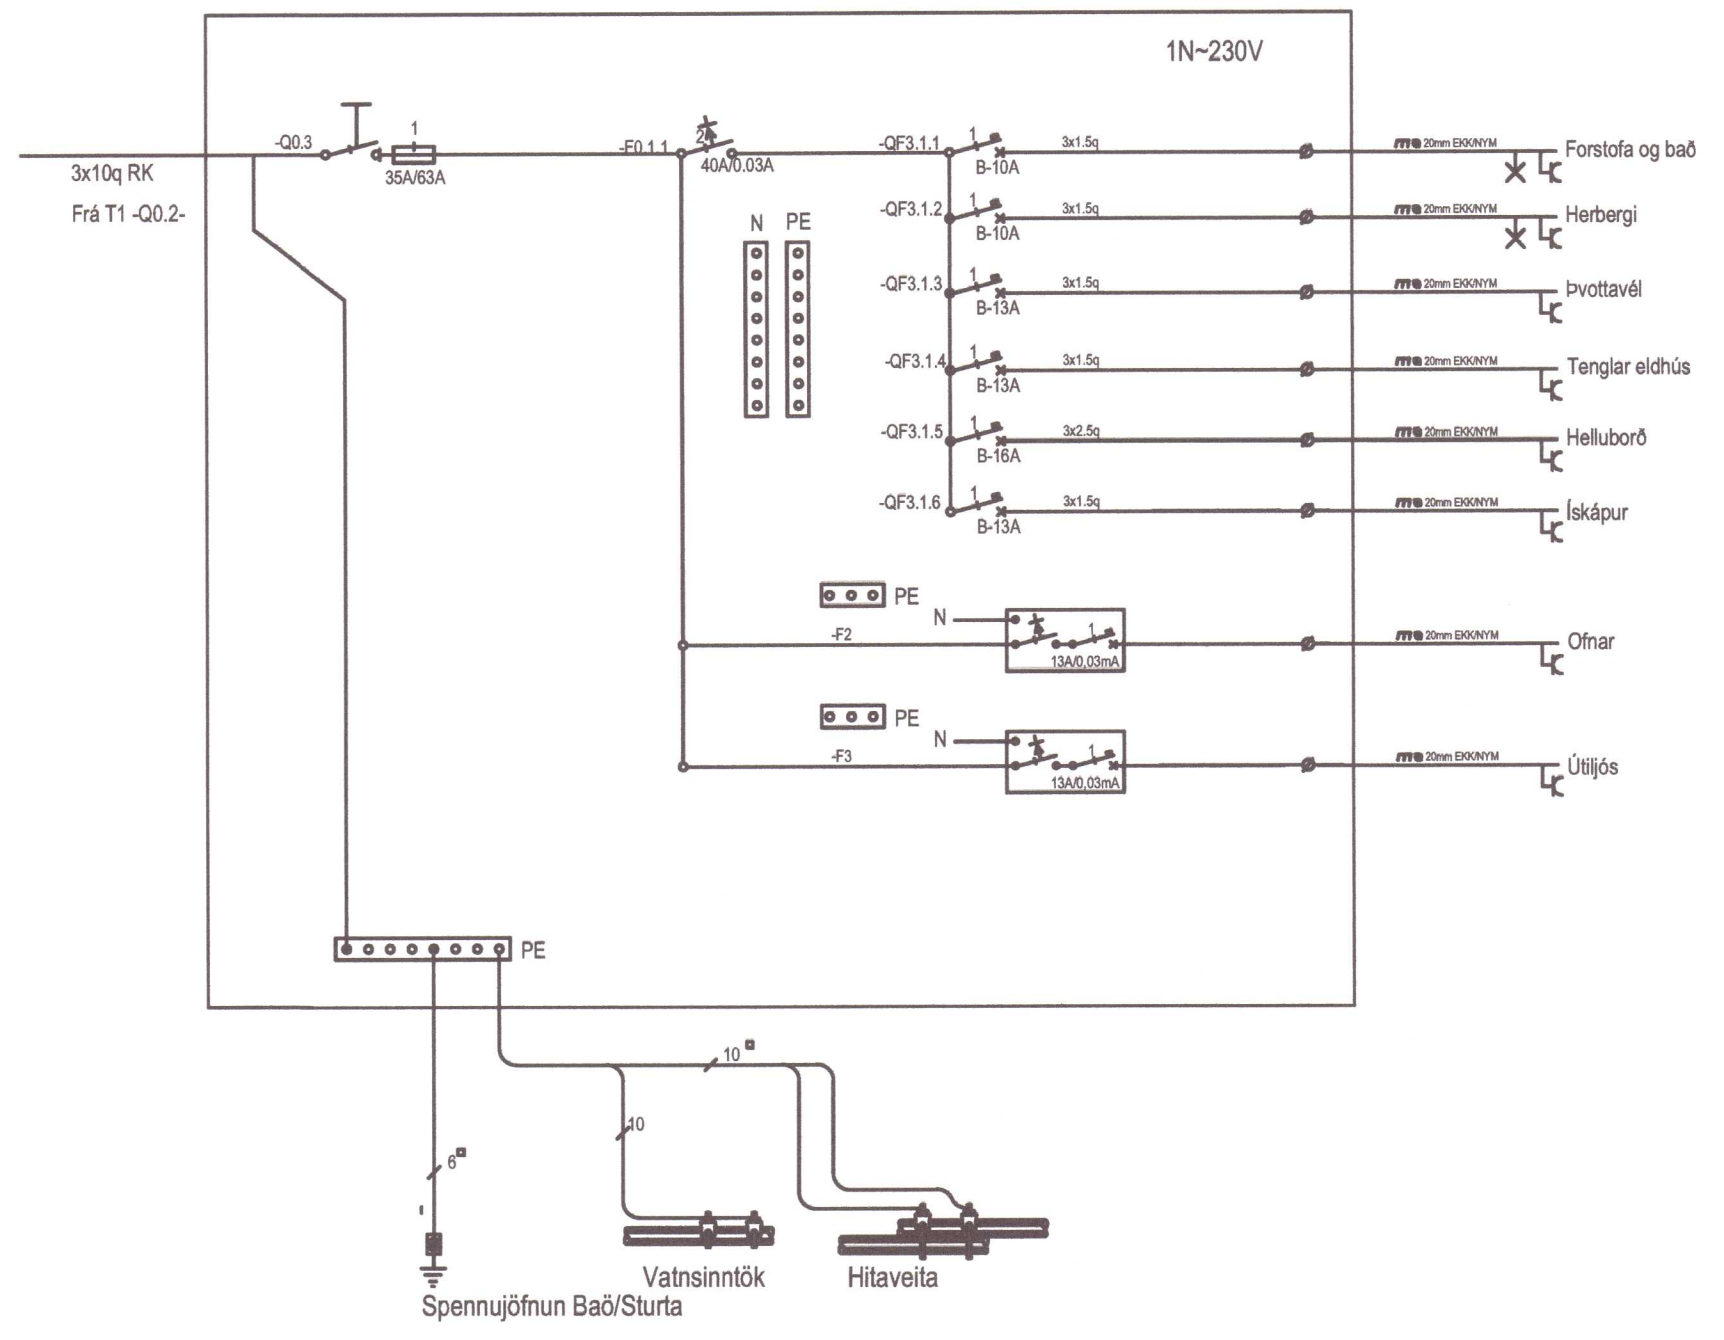 1N~230V
-Q0.3
1
35A/63A
3x10q RK
Frá T1 -Q0.2-
-F0.1.1
2
40A/0.03A
-QF3.1.1
1
B-10A
3x1.5q
20mm EKK/NYM
Forstofa og bað
-QF3.1.2
1
B-10A
3x1.5q
20mm EKK/NYM
Herbergi
N PE
-QF3.1.3
1
B-13A
3x1.5q
20mm EKK/NYM
Þvottavél
-QF3.1.4
1
B-13A
3x1.5q
20mm EKK/NYM
Tenglar eldhús
-QF3.1.5
1
B-16A
3x2.5q
20mm EKK/NYM
Helluborð
-QF3.1.6
1
B-13A
3x1.5q
20mm EKK/NYM
Ískápur
PE
N
-F2
1
13A/0,03mA
20mm EKK/NYM
Ofnar
PE
N
-F3
1
13A/0,03mA
20mm EKK/NYM
Útiljós
PE
10
10
6
Vatnsinntök
Hitaveita
Spennujöfnun Baö/Sturta